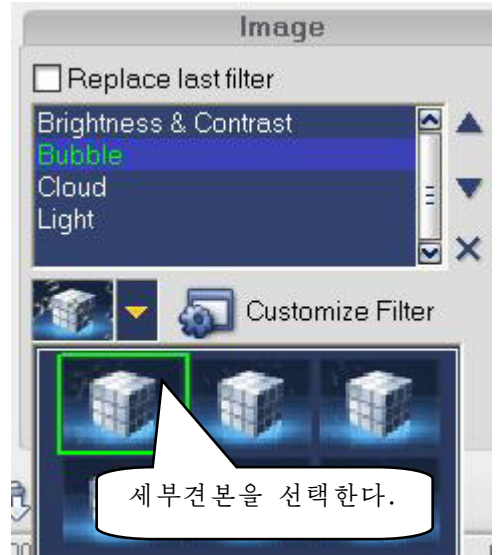 Image
Replace last filter
Brightness & Contrast
Bubble
Cloud
Light
Customize Filter
세부견본을 선택한다.